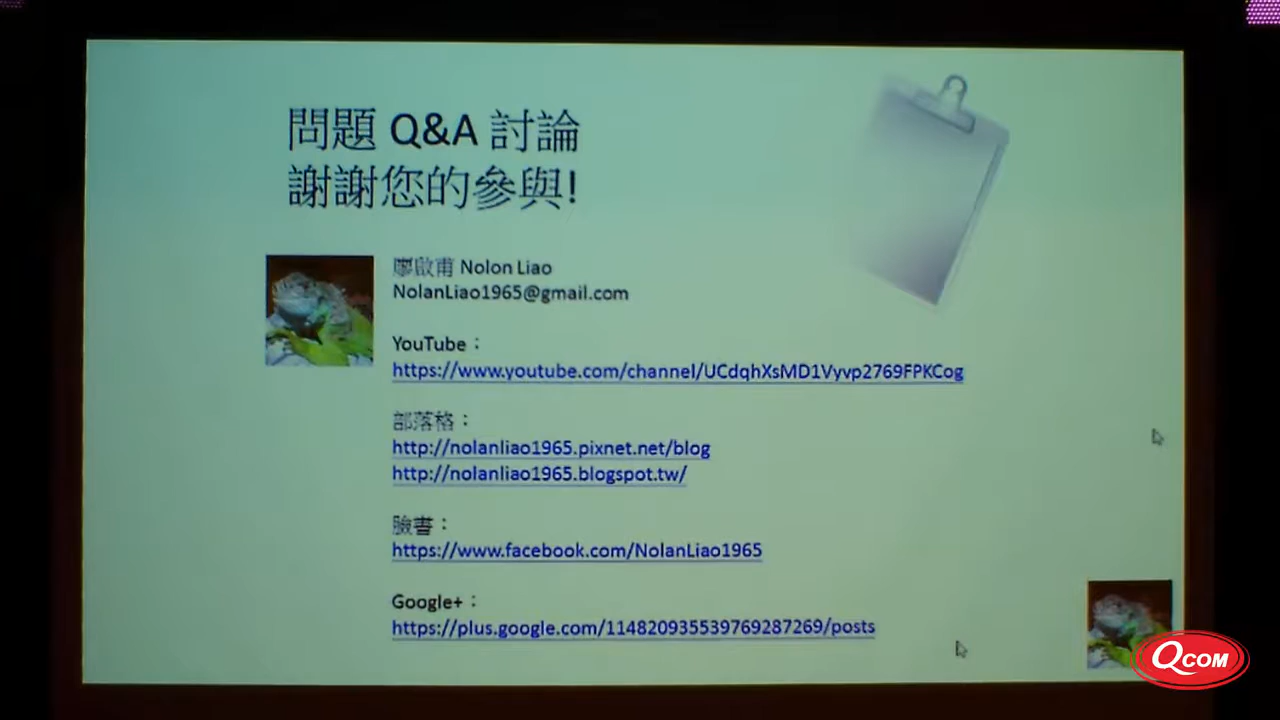 問題 Q&A 討論
謝謝您的參與!
廖啟甫 Nolon Liao
NolanLiao1965@gmail.com
YouTube：
https://www.youtube.com/channel/UCdqhXsMD1Vyvp2769FPKCog
部落格：
http://nolanliao1965.pixnet.net/blog
http://nolanliao1965.blogspot.tw/
臉書：
https://www.facebook.com/NolanLiao1965
Google+：
https://plus.google.com/114820935539769287269/posts
QCOM